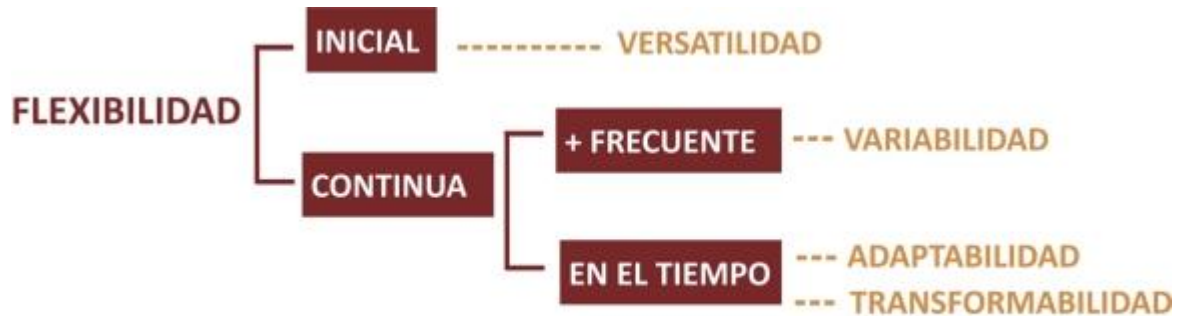 INICIAL
VERSATILIDAD
FLEXIBILIDAD
+ FRECUENTE
VARIABILIDAD
CONTINUA
EN EL TIEMPO
ADAPTABILIDAD
TRANSFORMABILIDAD